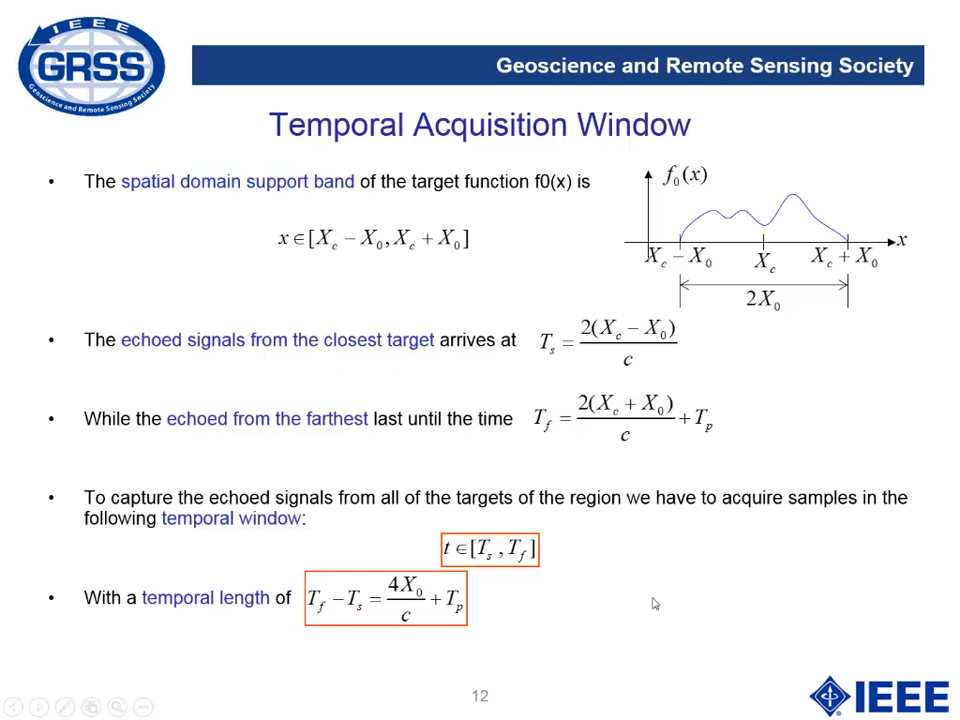 IEEE
GRSS
Geoscience and Remote Sensing Society
Geoscience and Remote Sensing Society
Temporal Acquisition Window
• The spatial domain support band of the target function f0(x) is
x ∈ [X_c − X_0, X_c + X_0]
f_0(x)
x
X_c − X_0
X_c
X_c + X_0
2X_0
• The echoed signals from the closest target arrives at T_s = 2(X_c − X_0)/c
• While the echoed from the farthest last until the time T_f = 2(X_c + X_0)/c + T_p
• To capture the echoed signals from all of the targets of the region we have to acquire samples in the
following temporal window:
t ∈ [T_s, T_f]
• With a temporal length of T_f − T_s = 4X_0/c + T_p
12
IEEE